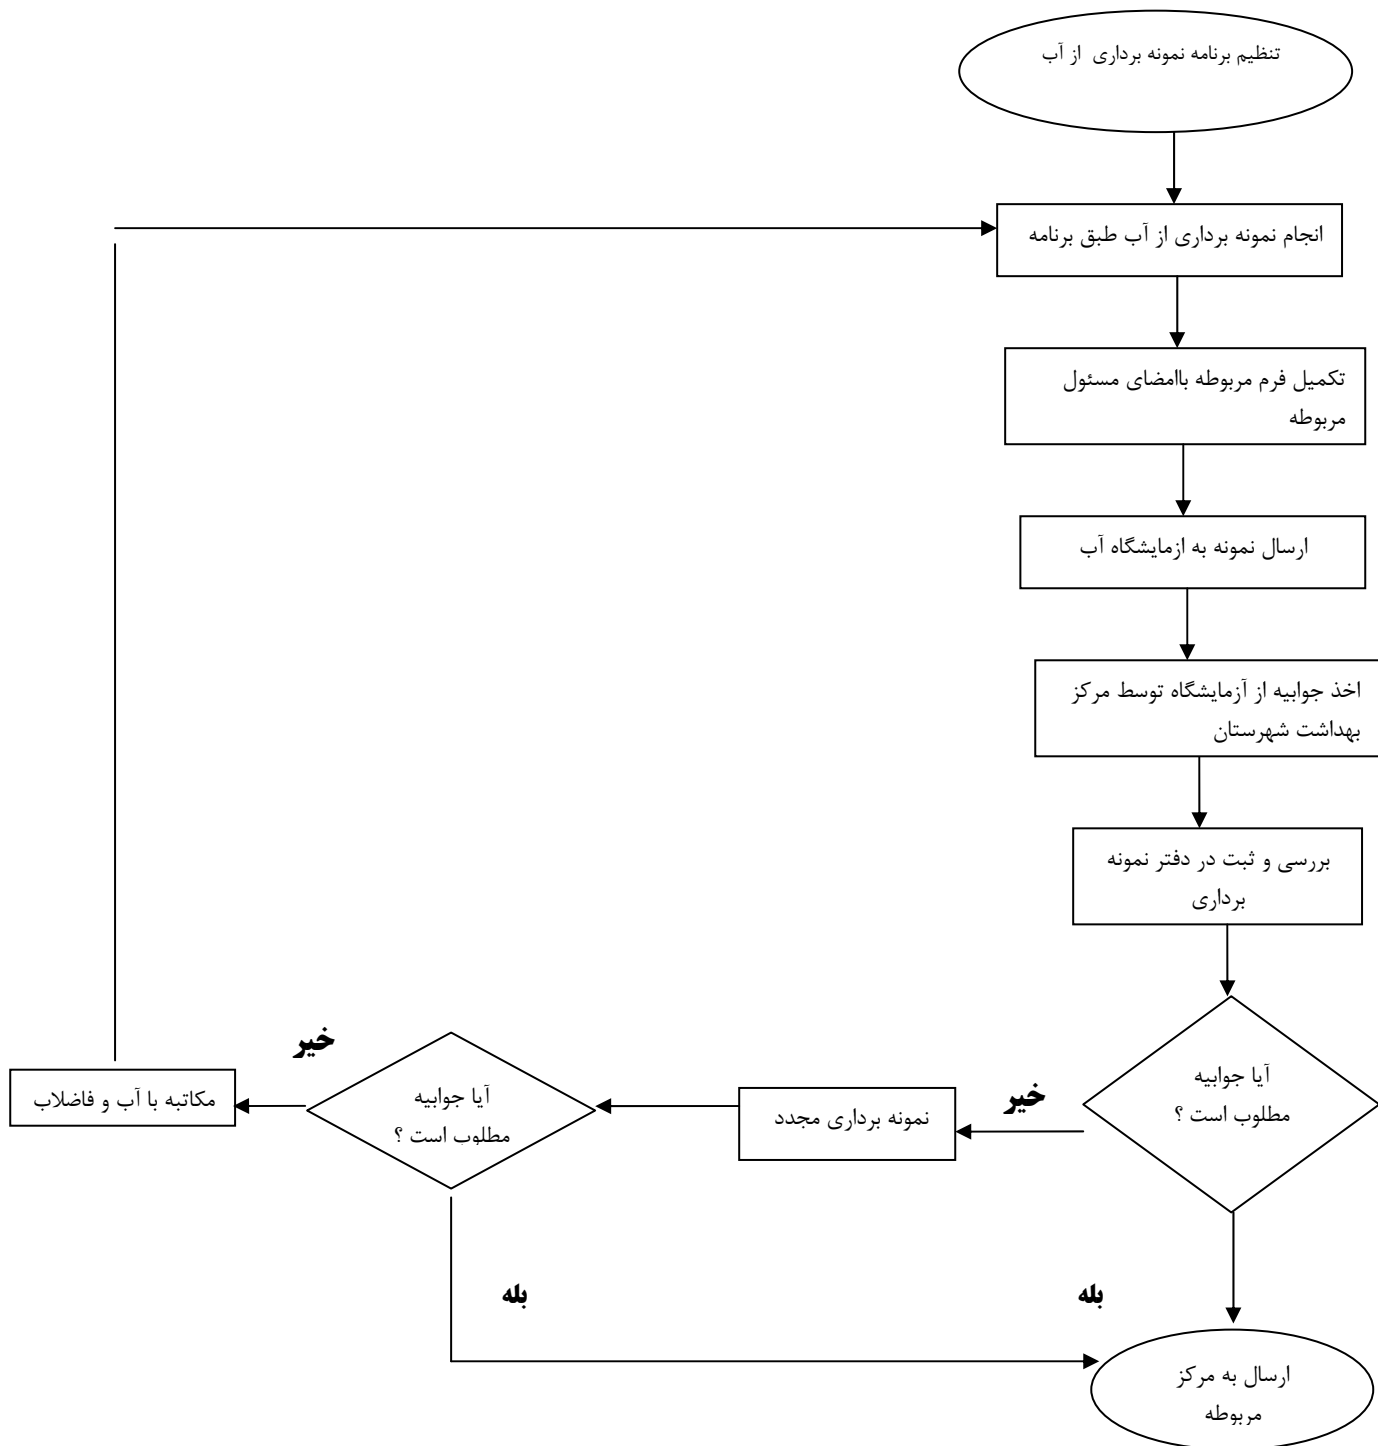 تنظیم برنامه نمونه برداری از آب
انجام نمونه برداری از آب طبق برنامه
تکمیل فرم مربوطه باامضای مسئول
مربوطه
ارسال نمونه به ازمایشگاه آب
اخذ جوابیه از آزمایشگاه توسط مرکز
بهداشت شهرستان
بررسی و ثبت در دفتر نمونه
برداری
آیا جوابیه
مطلوب است ؟
خیر
نمونه برداری مجدد
آیا جوابیه
مطلوب است ؟
خیر
مکاتبه با آب و فاضلاب
بله
بله
ارسال به مرکز
مربوطه